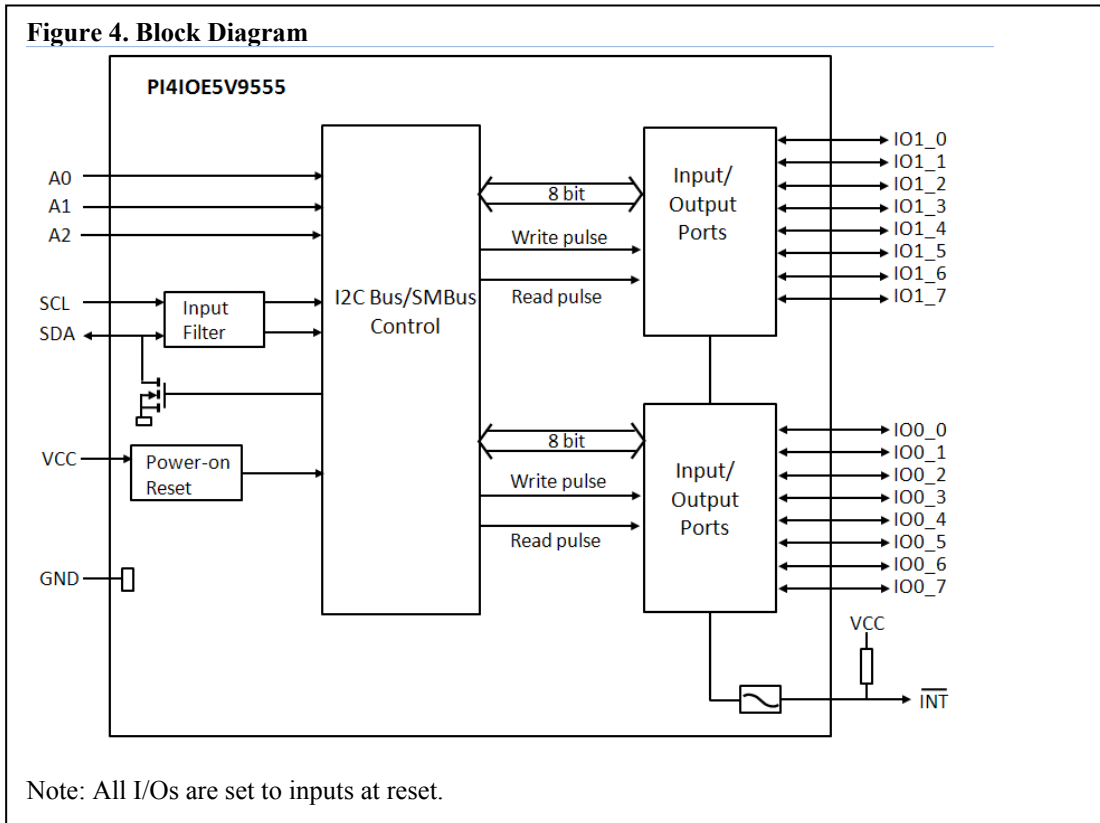 Figure 4. Block Diagram
PI4IOE5V9555
A0
A1
A2
SCL
SDA
VCC
GND
Input
Filter
Power-on
Reset
I2C Bus/SMBus
Control
8 bit
Write pulse
Read pulse
8 bit
Write pulse
Read pulse
Input/
Output
Ports
Input/
Output
Ports
IO1_0
IO1_1
IO1_2
IO1_3
IO1_4
IO1_5
IO1_6
IO1_7
IO0_0
IO0_1
IO0_2
IO0_3
IO0_4
IO0_5
IO0_6
IO0_7
VCC
INT
Note: All I/Os are set to inputs at reset.